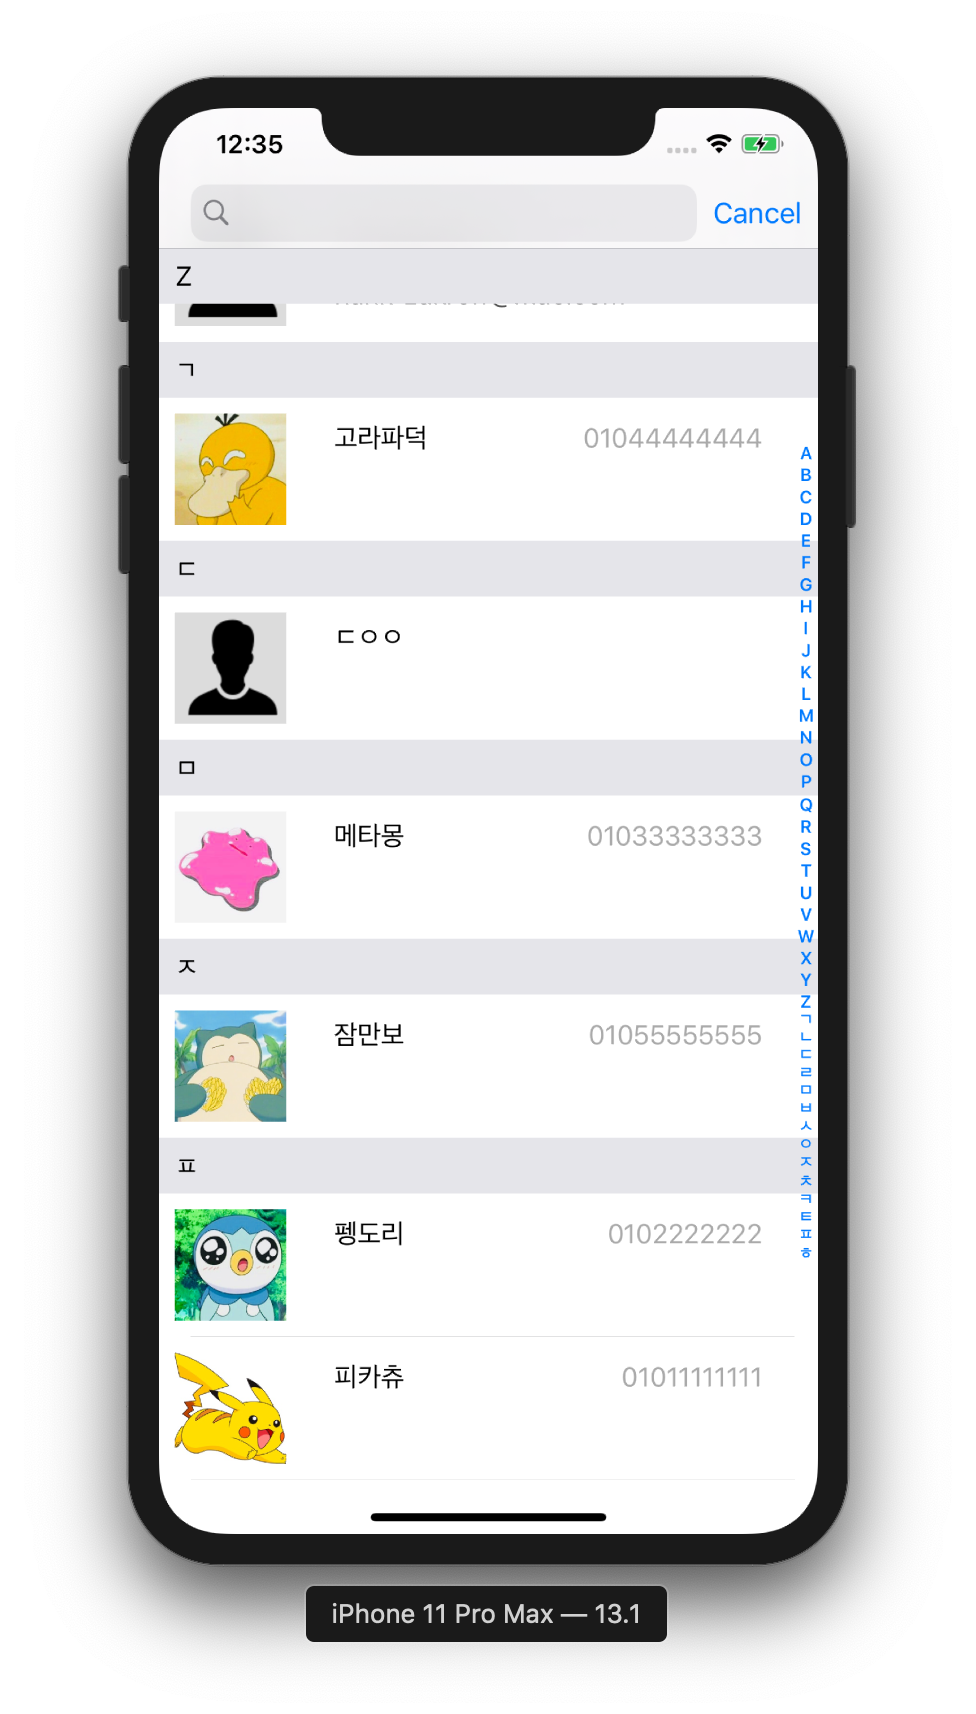 12:35
Cancel
Z
ㄱ
고라파덕 01044444444
ㄷ
ㄷㅇㅇ
ㅁ
메타몽 01033333333
ㅈ
잠만보 01055555555
ㅍ
펭도리 0102222222
피카츄 01011111111
A
B
C
D
E
F
G
H
I
J
K
L
M
N
O
P
Q
R
S
T
U
V
W
X
Y
Z
ㄱ
ㄴ
ㄷ
ㄹ
ㅁ
ㅂ
ㅅ
ㅇ
ㅈ
ㅊ
ㅋ
ㅌ
ㅍ
ㅎ
iPhone 11 Pro Max — 13.1